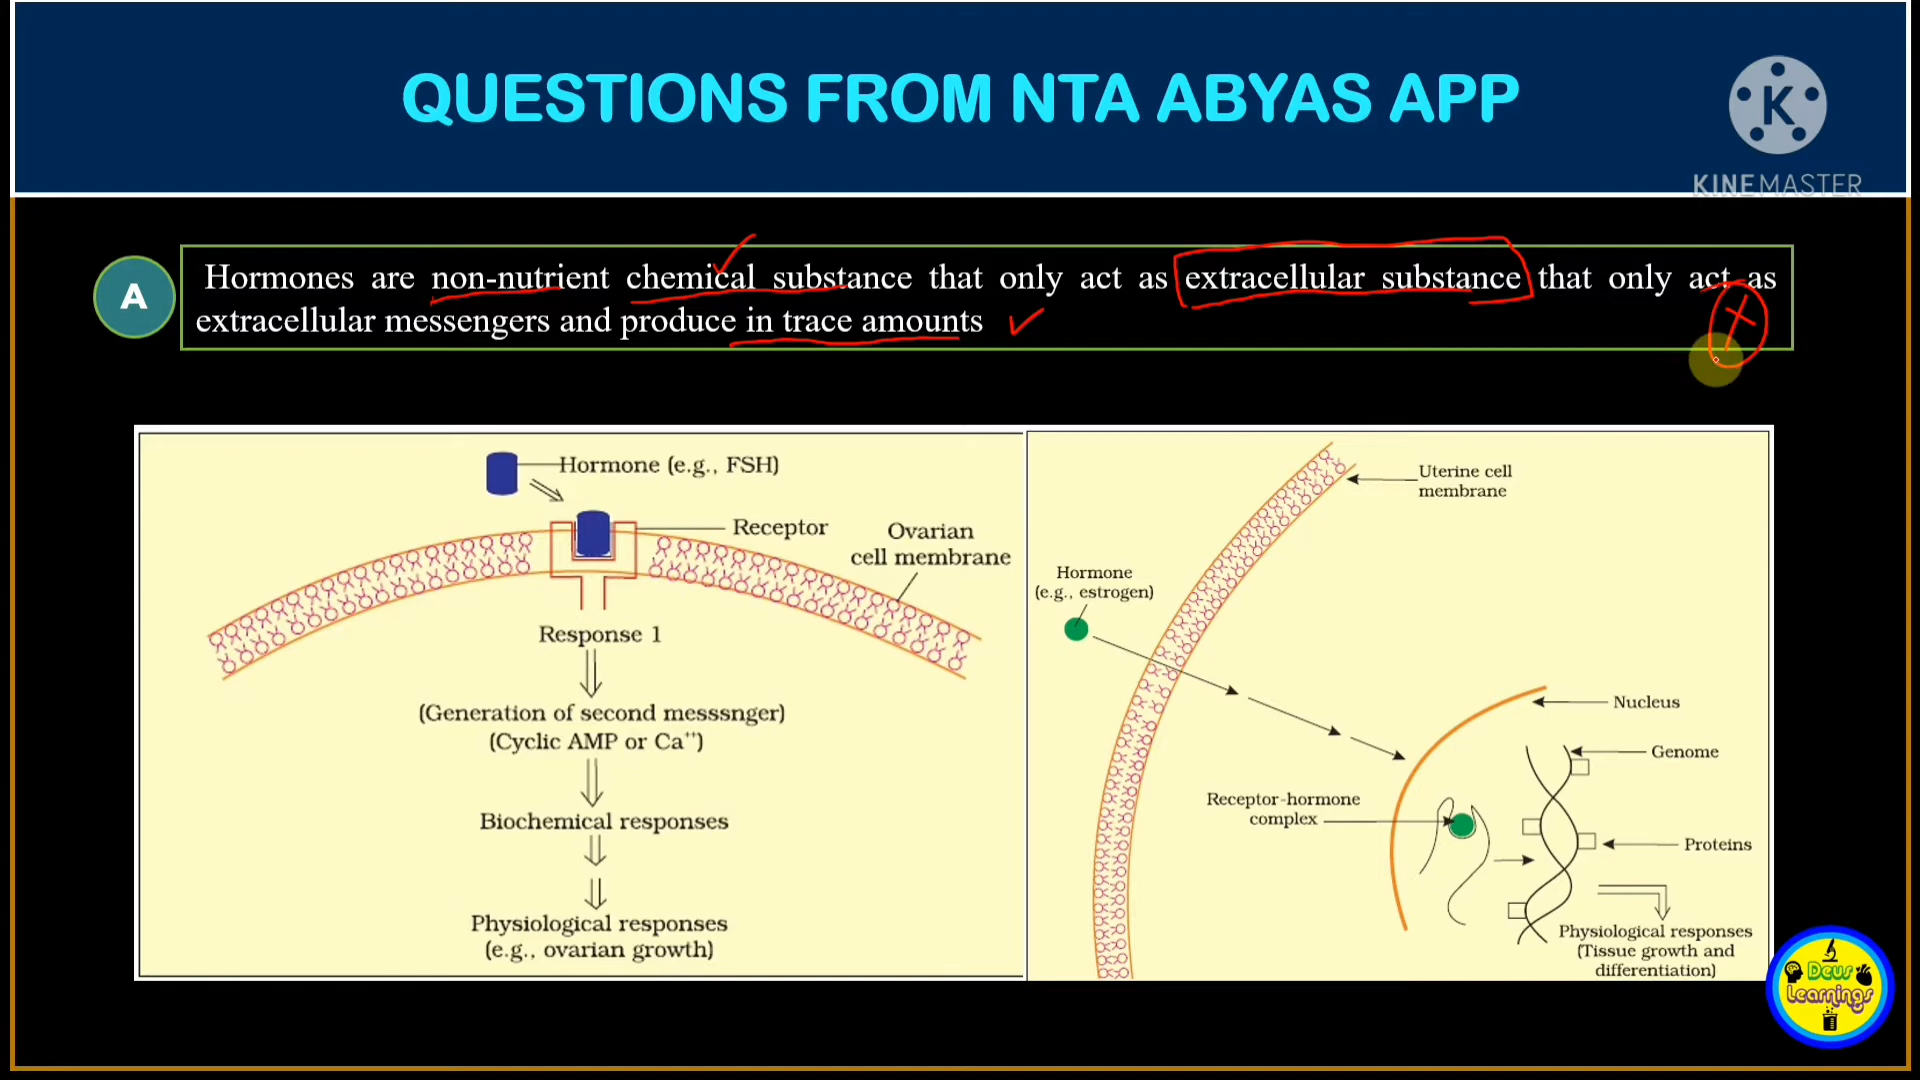 QUESTIONS FROM NTA ABYAS APP
K
KINEMASTER
A
Hormones are non-nutrient chemical substance that only act as extracellular substance that only act as
extracellular messengers and produce in trace amounts
Hormone (e.g., FSH)
Receptor
Ovarian
cell membrane
Response 1
(Generation of second messsnger)
(Cyclic AMP or Ca++)
Biochemical responses
Physiological responses
(e.g., ovarian growth)
Uterine cell
membrane
Hormone
(e.g., estrogen)
Nucleus
Genome
Receptor-hormone
complex
Proteins
Physiological responses
(Tissue growth and
differentiation)
Deus
Learnings